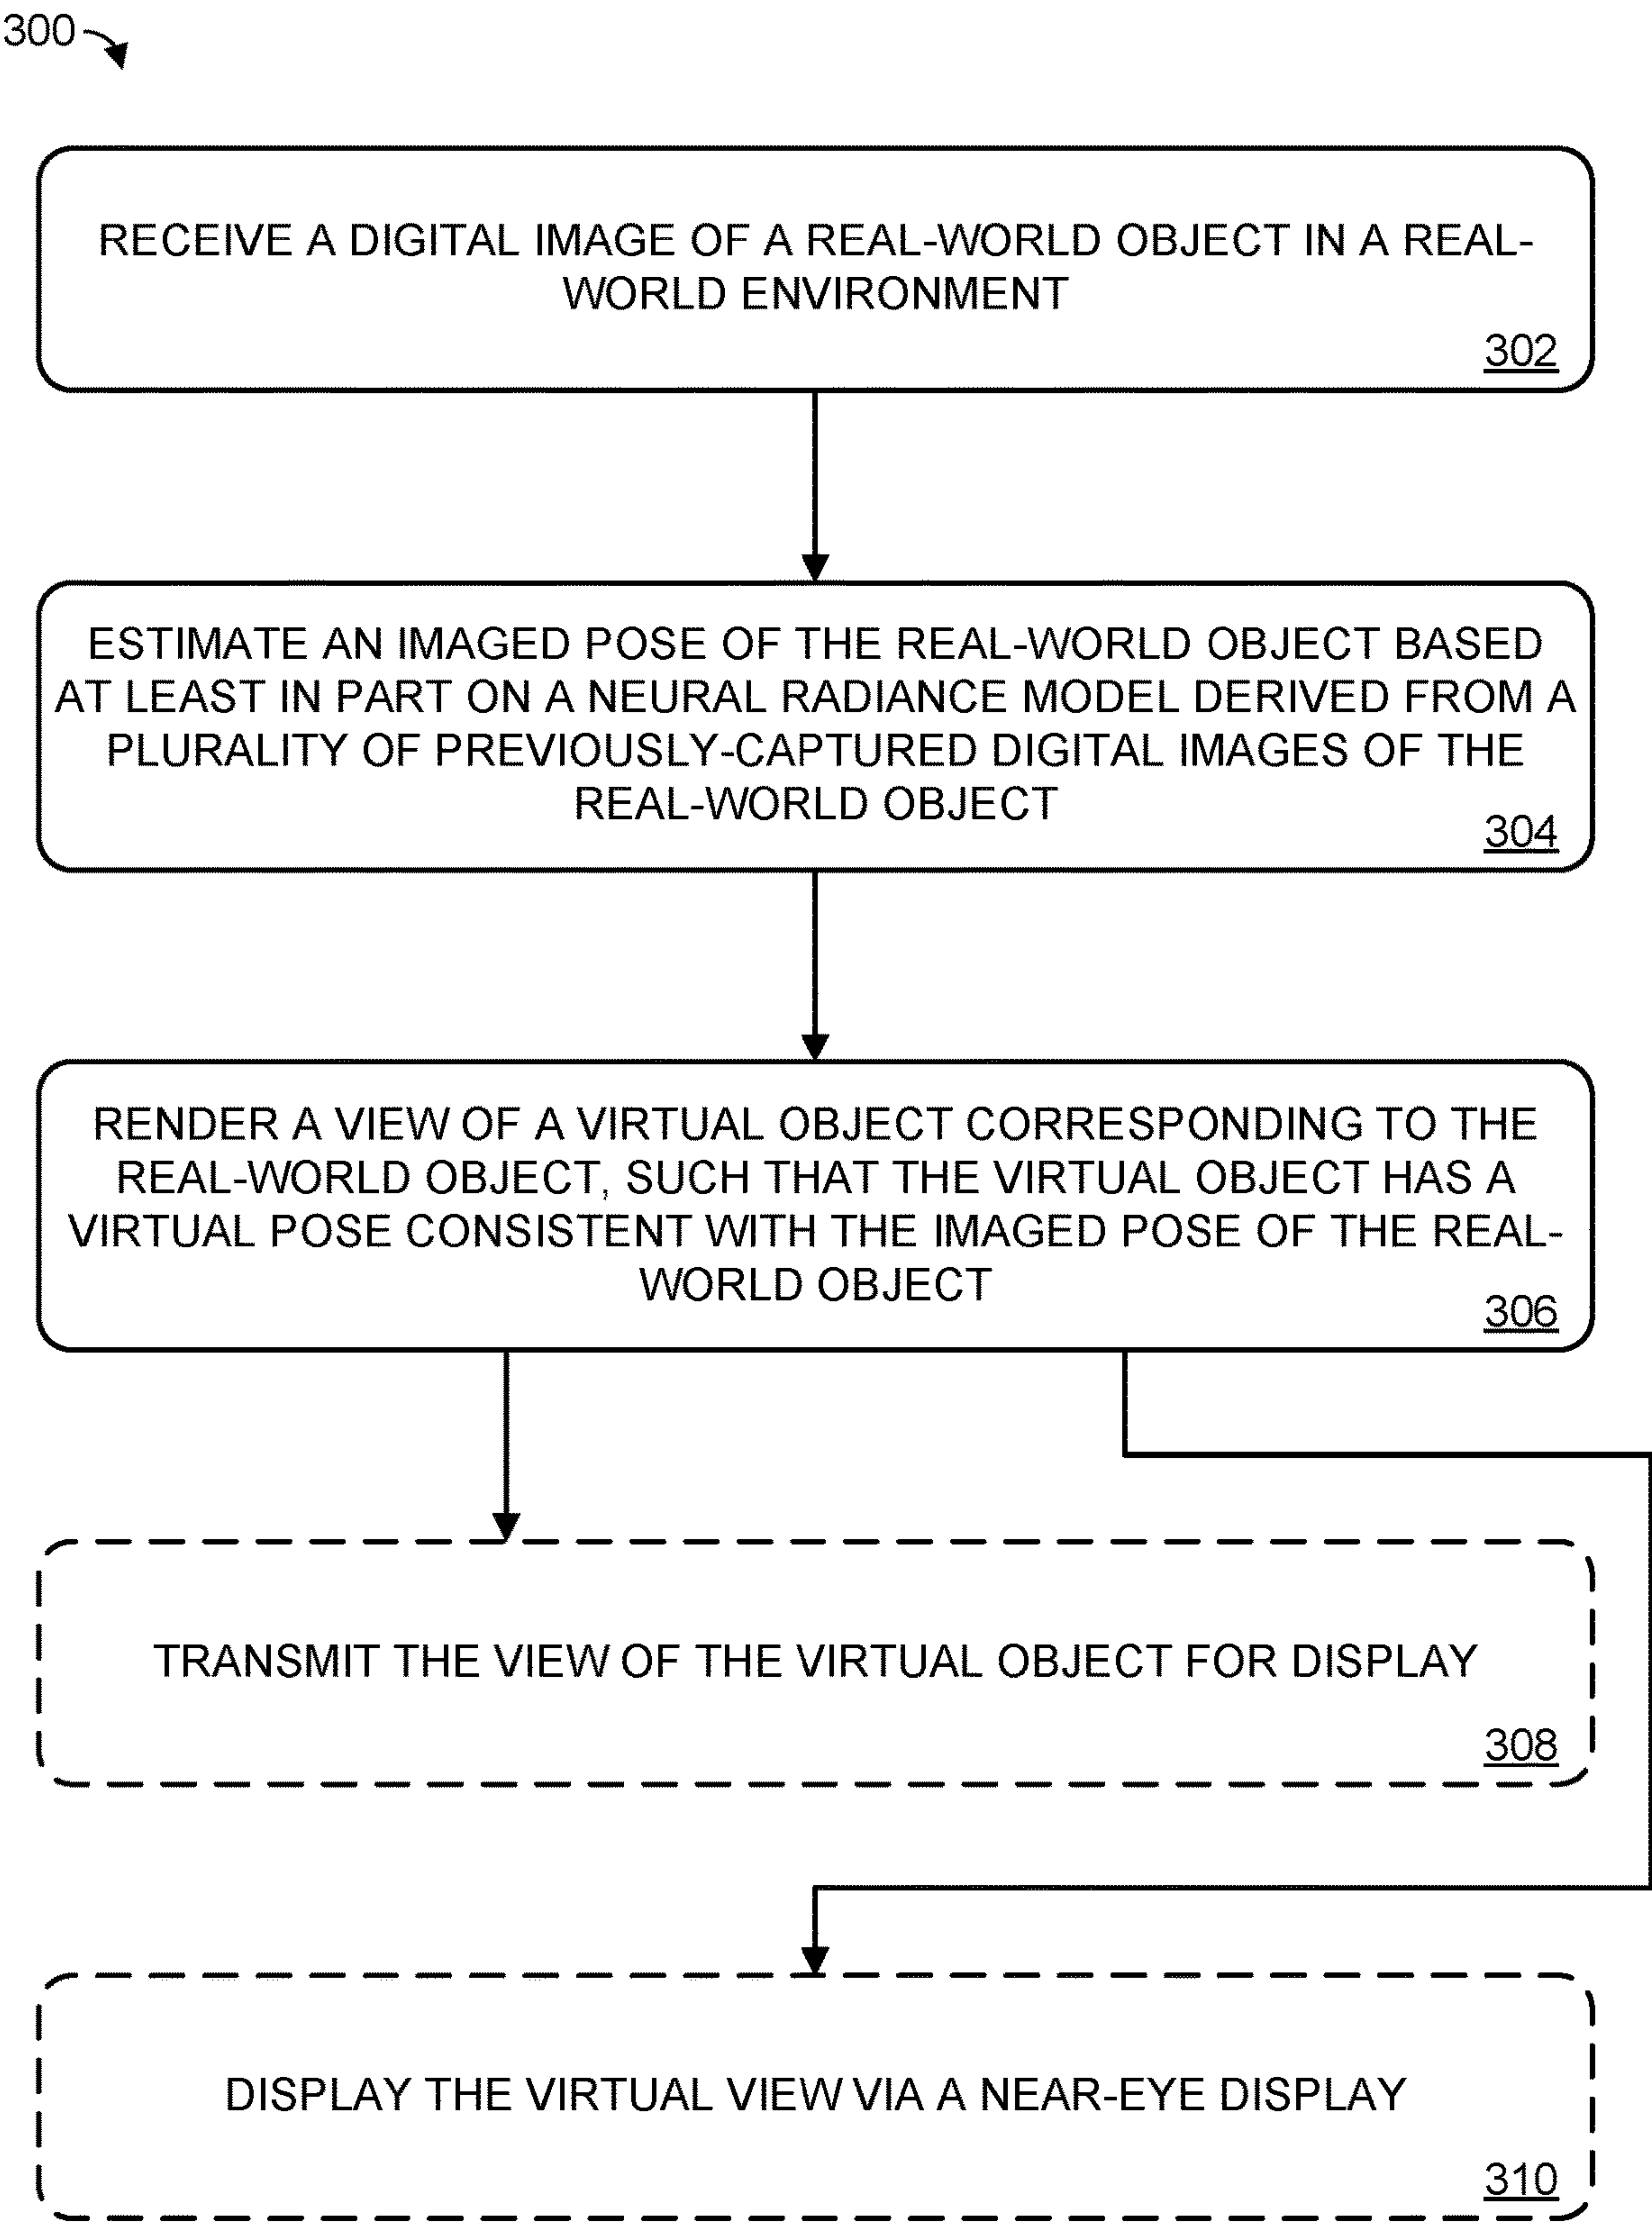 300
RECEIVE A DIGITAL IMAGE OF A REAL-WORLD OBJECT IN A REAL-
WORLD ENVIRONMENT
302
ESTIMATE AN IMAGED POSE OF THE REAL-WORLD OBJECT BASED
AT LEAST IN PART ON A NEURAL RADIANCE MODEL DERIVED FROM A
PLURALITY OF PREVIOUSLY-CAPTURED DIGITAL IMAGES OF THE
REAL-WORLD OBJECT
304
RENDER A VIEW OF A VIRTUAL OBJECT CORRESPONDING TO THE
REAL-WORLD OBJECT, SUCH THAT THE VIRTUAL OBJECT HAS A
VIRTUAL POSE CONSISTENT WITH THE IMAGED POSE OF THE REAL-
WORLD OBJECT
306
TRANSMIT THE VIEW OF THE VIRTUAL OBJECT FOR DISPLAY
308
DISPLAY THE VIRTUAL VIEW VIA A NEAR-EYE DISPLAY
310